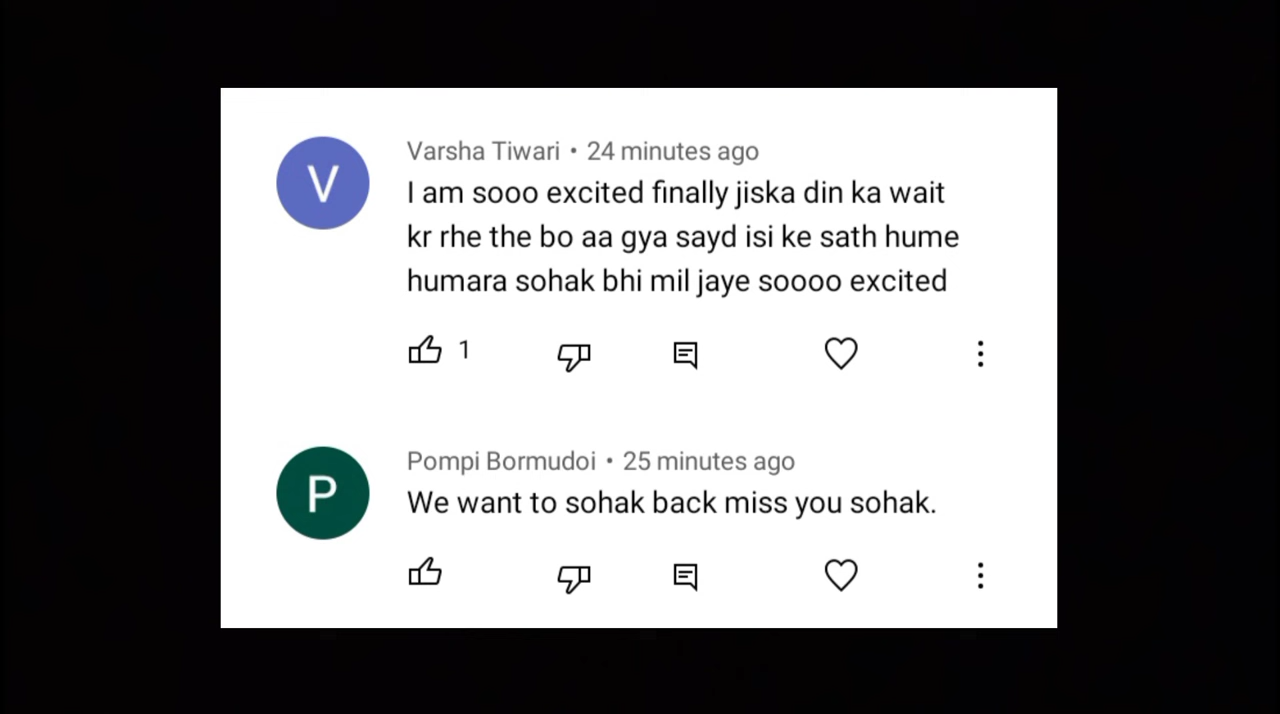 V
Varsha Tiwari • 24 minutes ago
I am sooo excited finally jiska din ka wait
kr rhe the bo aa gya sayd isi ke sath hume
humara sohak bhi mil jaye soooo excited
1
P
Pompi Bormudoi • 25 minutes ago
We want to sohak back miss you sohak.